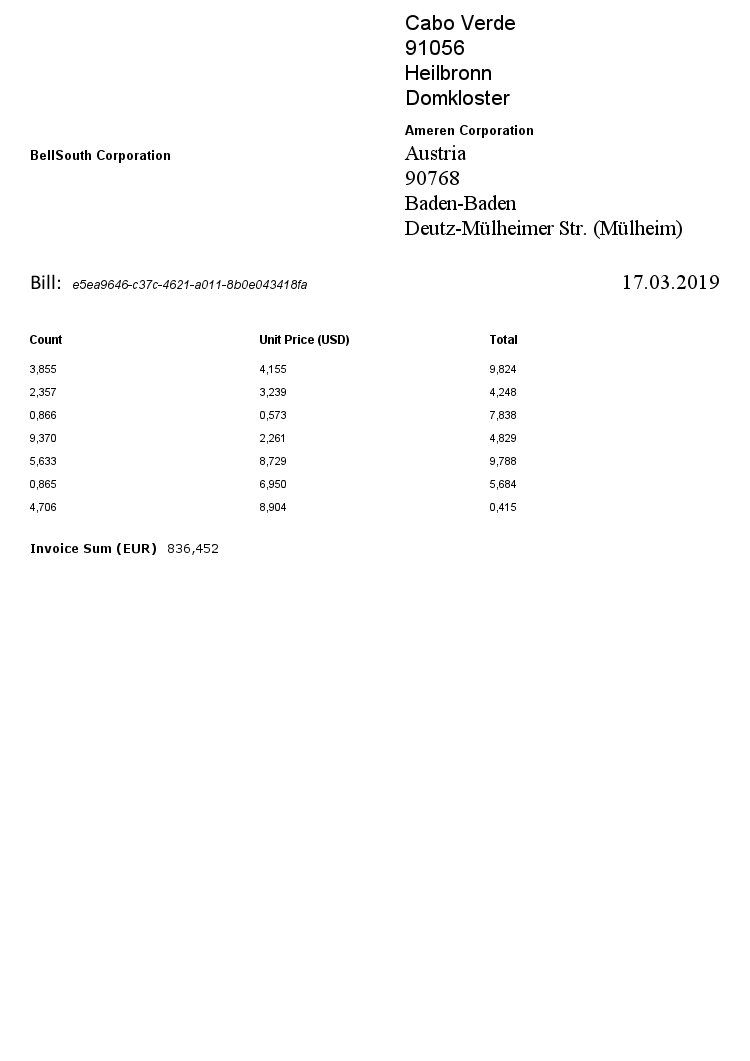 Cabo Verde
91056
Heilbronn
Domkloster
BellSouth Corporation
Ameren Corporation
Austria
90768
Baden-Baden
Deutz-Mülheimer Str. (Mülheim)
Bill: e5ea9646-c37c-4621-a011-8b0e043418fa 17.03.2019
Count Unit Price (USD) Total
3,855 4,155 9,824
2,357 3,239 4,248
0,866 0,573 7,838
9,370 2,261 4,829
5,633 8,729 9,788
0,865 6,950 5,684
4,706 8,904 0,415
Invoice Sum (EUR) 836,452